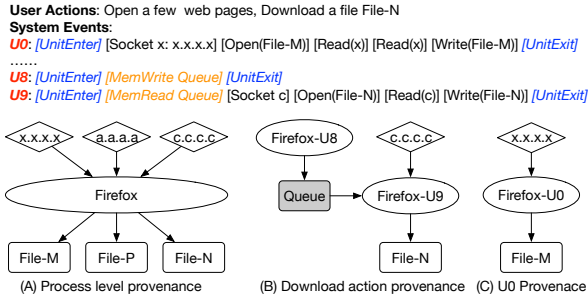 User Actions: Open a few web pages, Download a file File-N
System Events:
U0: [UnitEnter] [Socket x: x.x.x.x] [Open(File-M)] [Read(x)] [Read(x)] [Write(File-M)] [UnitExit]
......
U8: [UnitEnter] [MemWrite Queue] [UnitExit]
U9: [UnitEnter] [MemRead Queue] [Socket c] [Open(File-N)] [Read(c)] [Write(File-N)] [UnitExit]
x.x.x.x a.a.a.a c.c.c.c Firefox-U8 c.c.c.c x.x.x.x
Firefox Queue Firefox-U9 Firefox-U0
File-M File-P File-N File-N File-M
(A) Process level provenance (B) Download action provenance (C) U0 Provenace